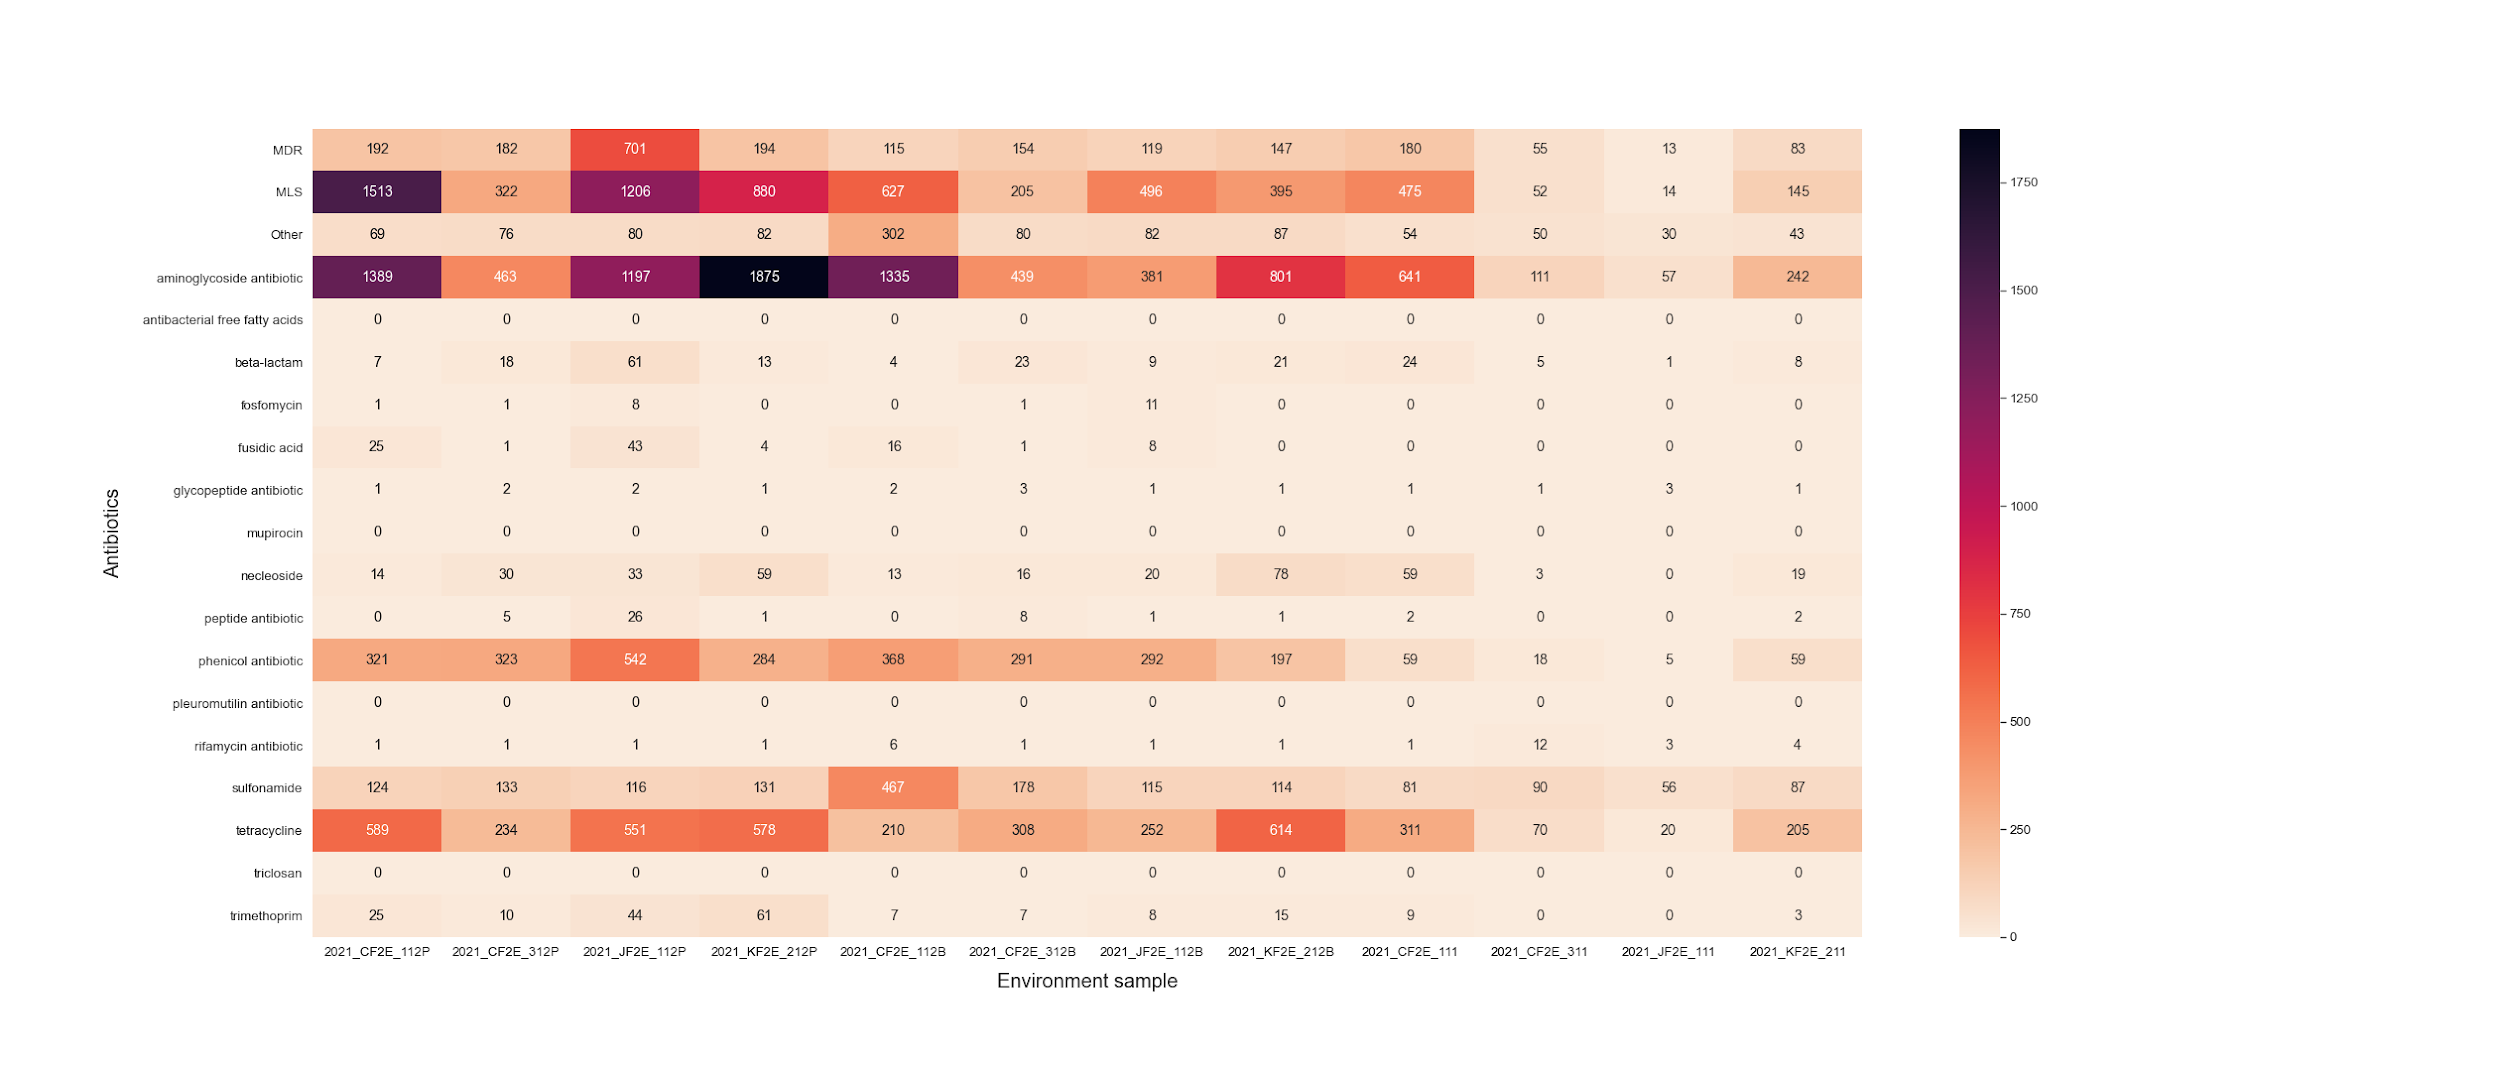 MDR 192 182 701 194 115 154 119 147 180 55 13 83
MLS 1513 322 1206 880 627 205 496 395 475 52 14 145
Other 69 76 80 82 302 80 82 87 54 50 30 43
aminoglycoside antibiotic 1389 463 1197 1875 1335 439 381 801 641 111 57 242
antibacterial free fatty acids 0 0 0 0 0 0 0 0 0 0 0 0
beta-lactam 7 18 61 13 4 23 9 21 24 5 1 8
fosfomycin 1 1 8 0 0 1 11 0 0 0 0 0
fusidic acid 25 1 43 4 16 1 8 0 0 0 0 0
glycopeptide antibiotic 1 2 2 1 2 3 1 1 1 1 3 1
mupirocin 0 0 0 0 0 0 0 0 0 0 0 0
necleoside 14 30 33 59 13 16 20 78 59 3 0 19
peptide antibiotic 0 5 26 1 0 8 1 1 2 0 0 2
phenicol antibiotic 321 323 542 284 368 291 292 197 59 18 5 59
pleuromutilin antibiotic 0 0 0 0 0 0 0 0 0 0 0 0
rifamycin antibiotic 1 1 1 1 6 1 1 1 1 12 3 4
sulfonamide 124 133 116 131 467 178 115 114 81 90 56 87
tetracycline 589 234 551 578 210 308 252 614 311 70 20 205
triclosan 0 0 0 0 0 0 0 0 0 0 0 0
trimethoprim 25 10 44 61 7 7 8 15 9 0 0 3
2021_CF2E_112P 2021_CF2E_312P 2021_JF2E_112P 2021_KF2E_212P 2021_CF2E_112B 2021_CF2E_312B 2021_JF2E_112B 2021_KF2E_212B 2021_CF2E_111 2021_CF2E_311 2021_JF2E_111 2021_KF2E_211
Environment sample
Antibiotics
1750
1500
1250
1000
750
500
250
0